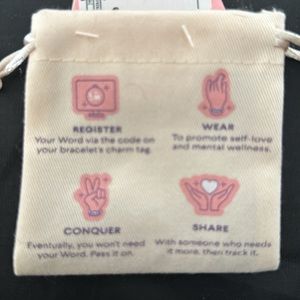 REGISTER
Your Word via the code on
your bracelet's charm tag.
WEAR
To promote self-love
and mental wellness.
CONQUER
Eventually, you won't need
your Word. Pass it on.
SHARE
With someone who needs
it more, then track it.